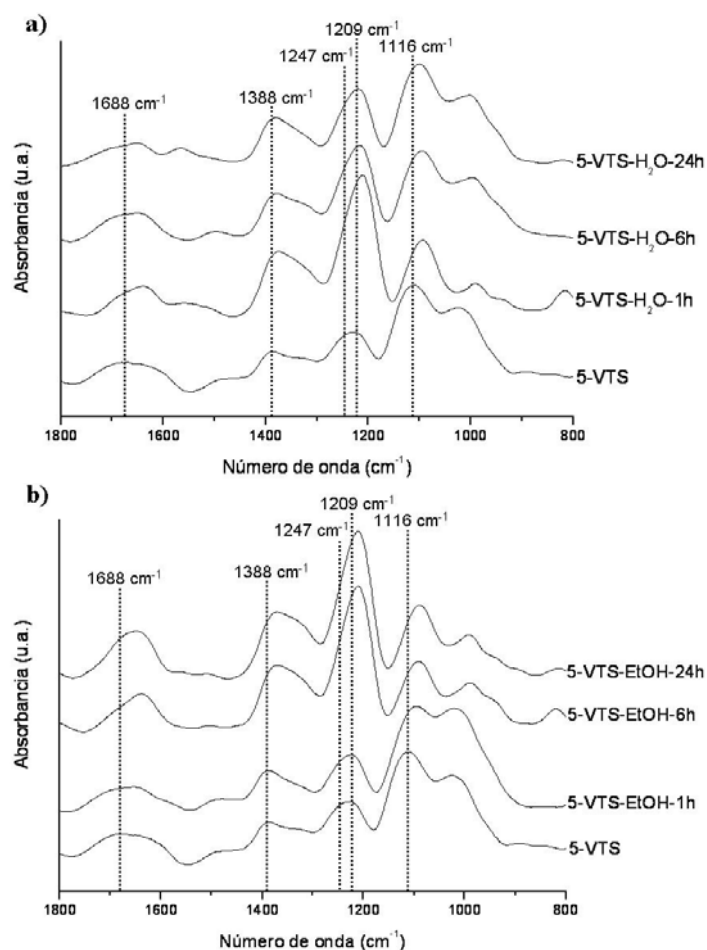 a)
1209 cm⁻¹
1247 cm⁻¹
1116 cm⁻¹
1688 cm⁻¹
1388 cm⁻¹
Absorbancia (u.a.)
5-VTS-H₂O-24h
5-VTS-H₂O-6h
5-VTS-H₂O-1h
5-VTS
1800 1600 1400 1200 1000 800
Número de onda (cm⁻¹)
b)
1209 cm⁻¹
1247 cm⁻¹
1116 cm⁻¹
1688 cm⁻¹
1388 cm⁻¹
Absorbancia (u.a.)
5-VTS-EtOH-24h
5-VTS-EtOH-6h
5-VTS-EtOH-1h
5-VTS
1800 1600 1400 1200 1000 800
Número de onda (cm⁻¹)